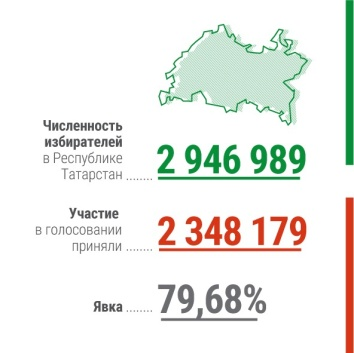 Численность
избирателей
в Республике
Татарстан ........ 2 946 989
Участие
в голосовании
приняли ........ 2 348 179
Явка ........ 79,68%